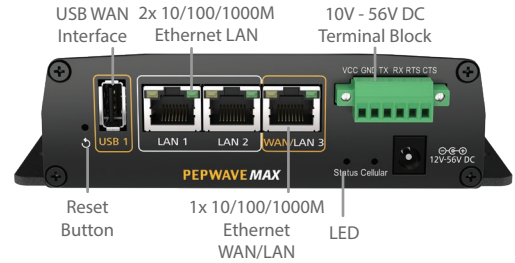 USB WAN
Interface
2x 10/100/1000M
Ethernet LAN
10V - 56V DC
Terminal Block
VCC GND TX RX RTS CTS
USB 1
LAN 1
LAN 2
WAN/LAN 3
12V-56V DC
Status Cellular
PEPWAVE MAX
Reset
Button
1x 10/100/1000M
Ethernet
WAN/LAN
LED